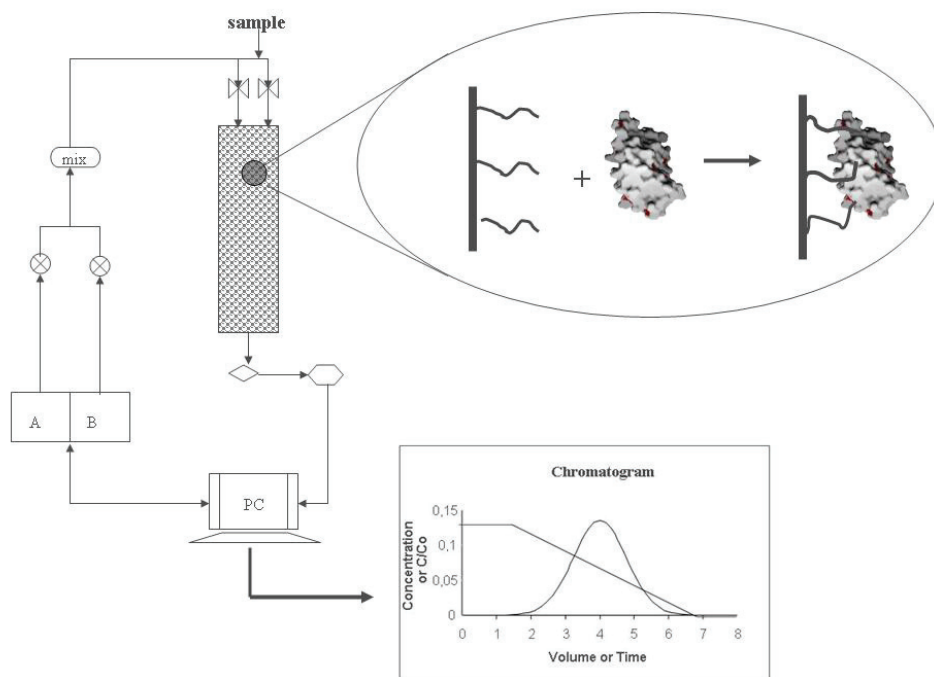 sample
mix
+
A
B
PC
Chromatogram
Concentration
or C/Co
0,15
0,1
0,05
0
0 1 2 3 4 5 6 7 8
Volume or Time